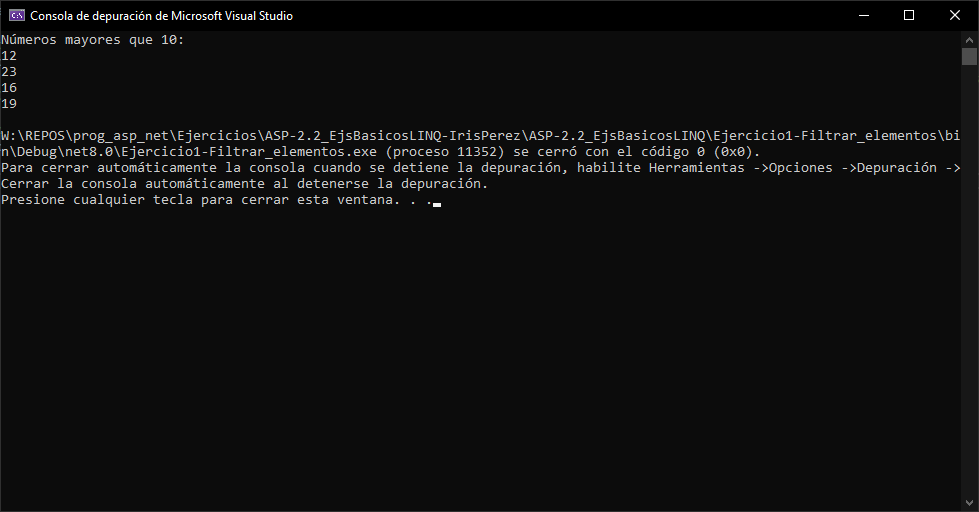 Consola de depuración de Microsoft Visual Studio
Números mayores que 10:
12
23
16
19
W:\REPOS\prog_asp_net\Ejercicios\ASP-2.2_EjsBasicosLINQ-IrisPerez\ASP-2.2_EjsBasicosLINQ\Ejercicio1-Filtrar_elementos\bi
n\Debug\net8.0\Ejercicio1-Filtrar_elementos.exe (proceso 11352) se cerró con el código 0 (0x0).
Para cerrar automáticamente la consola cuando se detiene la depuración, habilite Herramientas ->Opciones ->Depuración ->
Cerrar la consola automáticamente al detenerse la depuración.
Presione cualquier tecla para cerrar esta ventana. . .